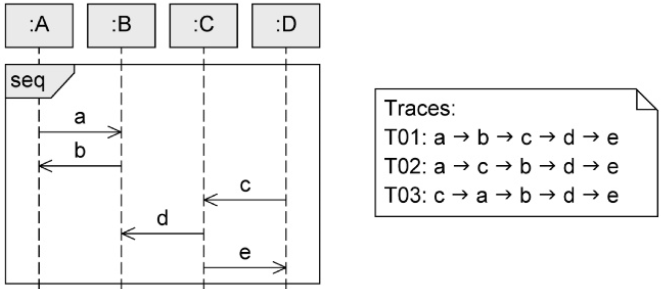 :A :B :C :D
seq
a
b
c
d
e
Traces:
T01: a → b → c → d → e
T02: a → c → b → d → e
T03: c → a → b → d → e